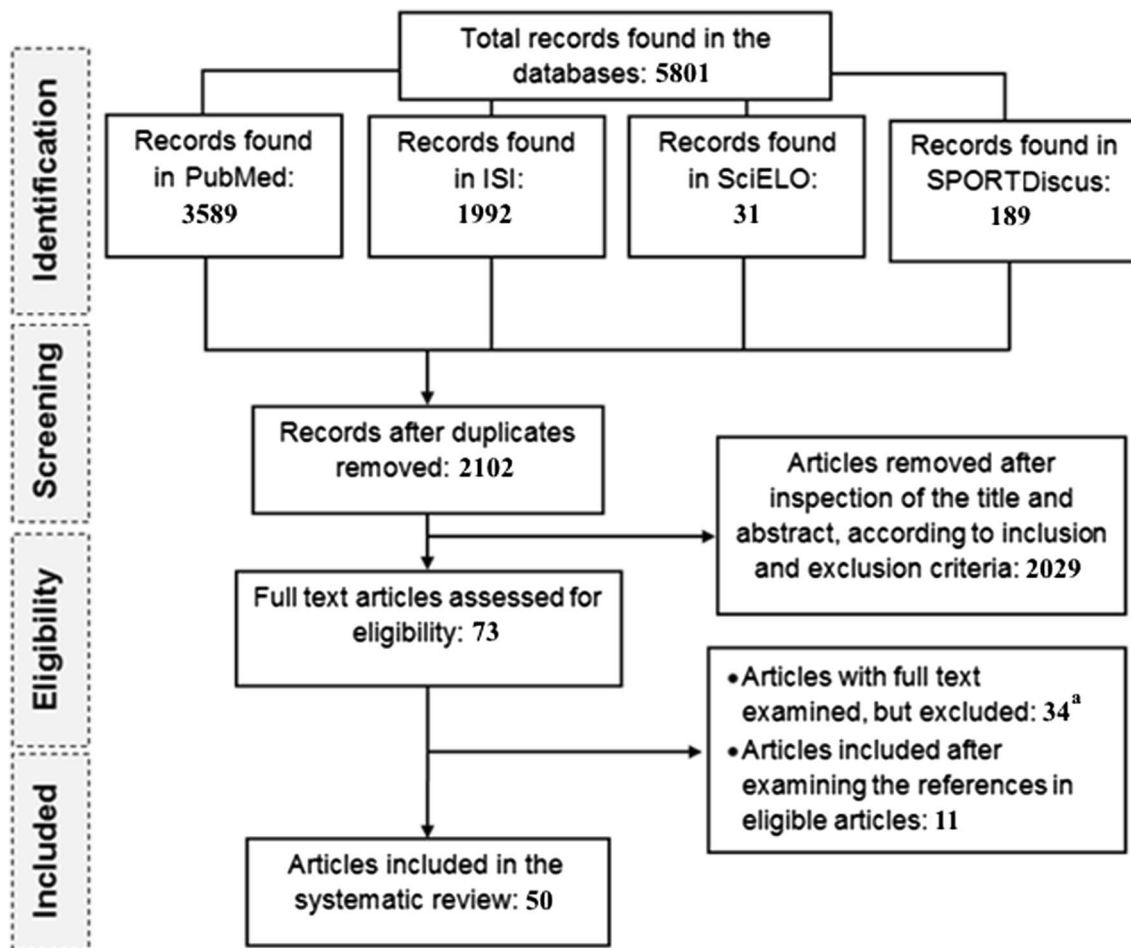 Total records found in the
databases: 5801
Identification
Records found
in PubMed:
3589
Records found
in ISI:
1992
Records found
in SciELO:
31
Records found in
SPORTDiscus:
189
Screening
Records after duplicates
removed: 2102
Articles removed after
inspection of the title and
abstract, according to inclusion
and exclusion criteria: 2029
Eligibility
Full text articles assessed for
eligibility: 73
•Articles with full text
examined, but excluded: 34ª
•Articles included after
examining the references in
eligible articles: 11
Included
Articles included in the
systematic review: 50